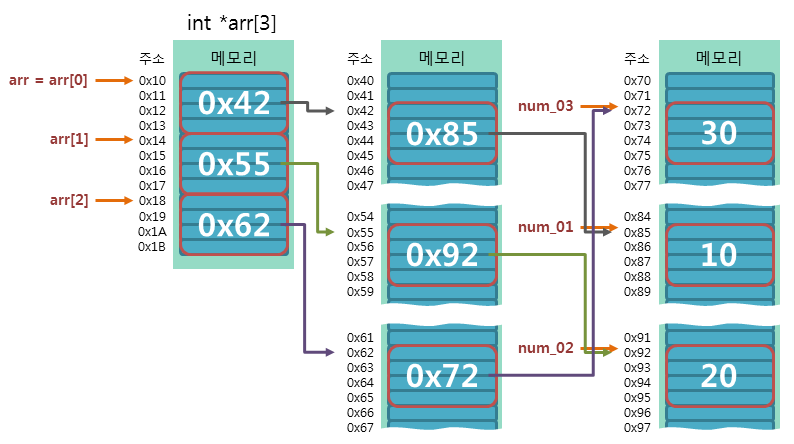 int *arr[3]
주소
메모리
arr = arr[0]
0x10
0x11
0x12
0x13
arr[1]
0x14
0x15
0x16
0x17
arr[2]
0x18
0x19
0x1A
0x1B
0x42
0x55
0x62
주소
메모리
0x40
0x41
0x42
0x43
0x44
0x45
0x46
0x47
0x85
0x54
0x55
0x56
0x57
0x58
0x59
0x92
0x61
0x62
0x63
0x64
0x65
0x66
0x67
0x72
주소
메모리
num_03
0x70
0x71
0x72
0x73
0x74
0x75
0x76
0x77
30
num_01
0x84
0x85
0x86
0x87
0x88
0x89
10
num_02
0x91
0x92
0x93
0x94
0x95
0x96
0x97
20